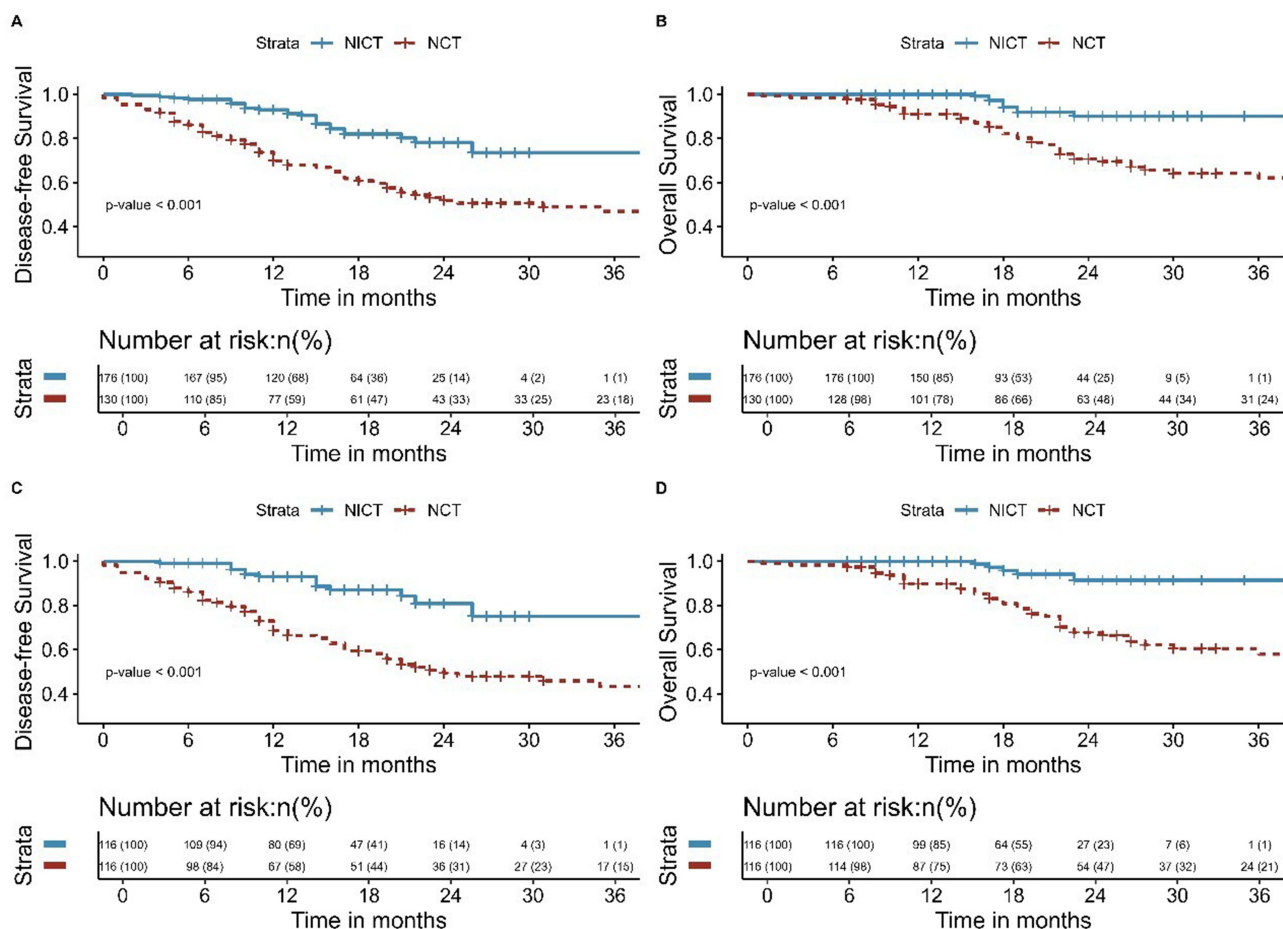 A
Strata NICT NCT
Disease-free Survival
1.0
0.8
0.6
0.4
p-value < 0.001
0 6 12 18 24 30 36
Time in months
Number at risk:n(%)
Strata
176 (100) 167 (95) 120 (68) 64 (36) 25 (14) 4 (2) 1 (1)
130 (100) 110 (85) 77 (59) 61 (47) 43 (33) 33 (25) 23 (18)
0 6 12 18 24 30 36
Time in months
B
Strata NICT NCT
Overall Survival
1.0
0.8
0.6
0.4
p-value < 0.001
0 6 12 18 24 30 36
Time in months
Number at risk:n(%)
Strata
176 (100) 176 (100) 150 (85) 93 (53) 44 (25) 9 (5) 1 (1)
130 (100) 128 (98) 101 (78) 86 (66) 63 (48) 44 (34) 31 (24)
0 6 12 18 24 30 36
Time in months
C
Strata NICT NCT
Disease-free Survival
1.0
0.8
0.6
0.4
p-value < 0.001
0 6 12 18 24 30 36
Time in months
Number at risk:n(%)
Strata
116 (100) 109 (94) 80 (69) 47 (41) 16 (14) 4 (3) 1 (1)
116 (100) 98 (84) 67 (58) 51 (44) 36 (31) 27 (23) 17 (15)
0 6 12 18 24 30 36
Time in months
D
Strata NICT NCT
Overall Survival
1.0
0.8
0.6
0.4
p-value < 0.001
0 6 12 18 24 30 36
Time in months
Number at risk:n(%)
Strata
116 (100) 116 (100) 99 (85) 64 (55) 27 (23) 7 (6) 1 (1)
116 (100) 114 (98) 87 (75) 73 (63) 54 (47) 37 (32) 24 (21)
0 6 12 18 24 30 36
Time in months